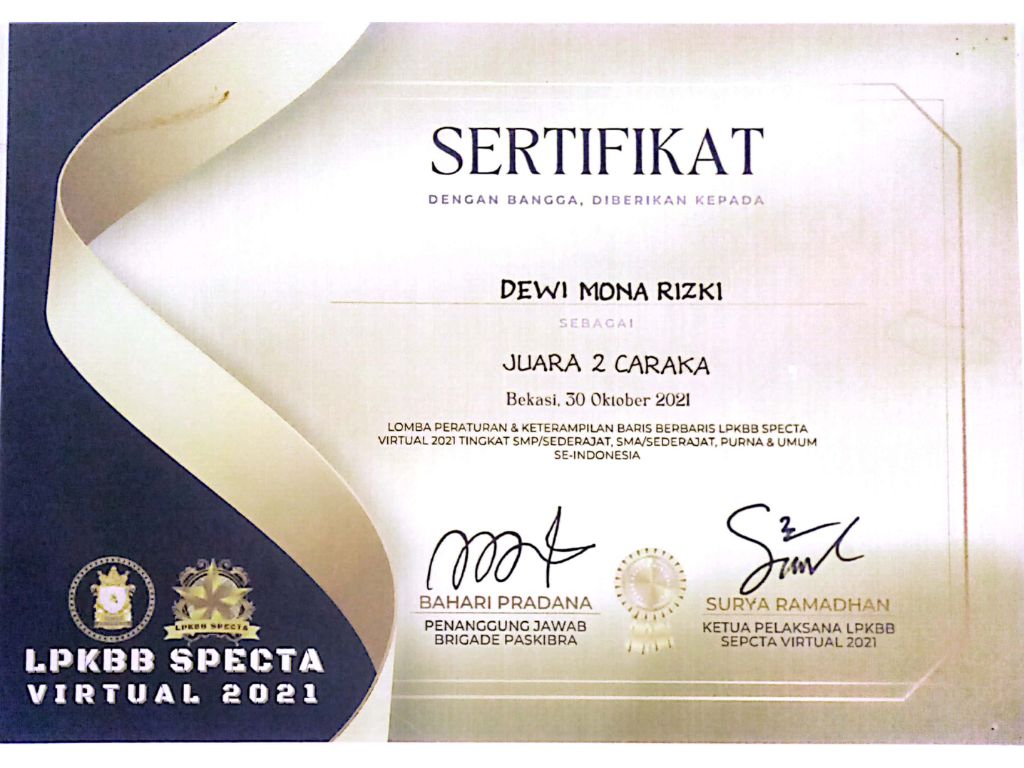 SERTIFIKAT
DENGAN BANGGA, DIBERIKAN KEPADA
DEWI MONA RIZKI
SEBAGAI
JUARA 2 CARAKA
Bekasi, 30 Oktober 2021
LOMBA PERATURAN & KETERAMPILAN BARIS BERBARIS LPKBB SPECTA
VIRTUAL 2021 TINGKAT SMP/SEDERAJAT, SMA/SEDERAJAT, PURNA & UMUM
SE-INDONESIA
BAHARI PRADANA
PENANGGUNG JAWAB
BRIGADE PASKIBRA
SURYA RAMADHAN
KETUA PELAKSANA LPKBB
SEPCTA VIRTUAL 2021
LPKBB SPECTA
LPKBB SPECTA
VIRTUAL 2021